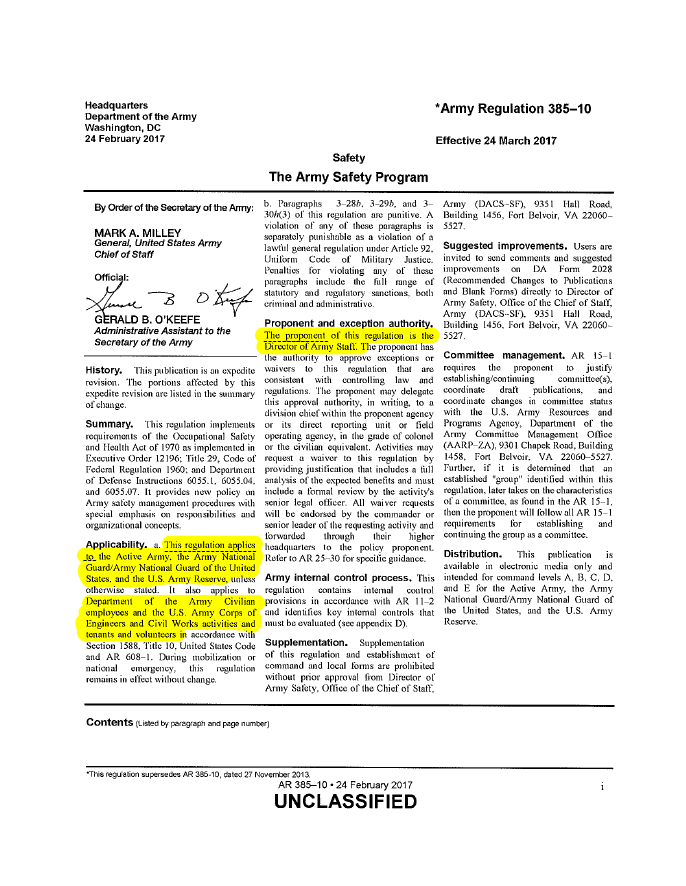 Headquarters
Department of the Army
Washington, DC
24 February 2017
*Army Regulation 385–10
Effective 24 March 2017
Safety
The Army Safety Program
By Order of the Secretary of the Army:
MARK A. MILLEY
General, United States Army
Chief of Staff
Official:
GERALD B. O'KEEFE
Administrative Assistant to the
Secretary of the Army
History. This publication is an expedite
revision. The portions affected by this
expedite revision are listed in the summary
of change.
Summary. This regulation implements
requirements of the Occupational Safety
and Health Act of 1970 as implemented in
Executive Order 12196; Title 29, Code of
Federal Regulation 1960; and Department
of Defense Instructions 6055.1, 6055.04,
and 6055.07. It provides new policy on
Army safety management procedures with
special emphasis on responsibilities and
organizational concepts.
Applicability. a. This regulation applies
to the Active Army, the Army National
Guard/Army National Guard of the United
States, and the U.S. Army Reserve, unless
otherwise stated. It also applies to
Department of the Army Civilian
employees and the U.S. Army Corps of
Engineers and Civil Works activities and
tenants and volunteers in accordance with
Section 1588, Title 10, United States Code
and AR 608–1. During mobilization or
national emergency, this regulation
remains in effect without change.
b. Paragraphs 3–28b, 3–29b, and 3–
30h(3) of this regulation are punitive. A
violation of any of these paragraphs is
separately punishable as a violation of a
lawful general regulation under Article 92,
Uniform Code of Military Justice.
Penalties for violating any of these
paragraphs include the full range of
statutory and regulatory sanctions, both
criminal and administrative.
Proponent and exception authority.
The proponent of this regulation is the
Director of Army Staff. The proponent has
the authority to approve exceptions or
waivers to this regulation that are
consistent with controlling law and
regulations. The proponent may delegate
this approval authority, in writing, to a
division chief within the proponent agency
or its direct reporting unit or field
operating agency, in the grade of colonel
or the civilian equivalent. Activities may
request a waiver to this regulation by
providing justification that includes a full
analysis of the expected benefits and must
include a formal review by the activity's
senior legal officer. All waiver requests
will be endorsed by the commander or
senior leader of the requesting activity and
forwarded through their higher
headquarters to the policy proponent.
Refer to AR 25–30 for specific guidance.
Army internal control process. This
regulation contains internal control
provisions in accordance with AR 11–2
and identifies key internal controls that
must be evaluated (see appendix D).
Supplementation. Supplementation
of this regulation and establishment of
command and local forms are prohibited
without prior approval from Director of
Army Safety, Office of the Chief of Staff,
Army (DACS–SF), 9351 Hall Road,
Building 1456, Fort Belvoir, VA 22060–
5527.
Suggested improvements. Users are
invited to send comments and suggested
improvements on DA Form 2028
(Recommended Changes to Publications
and Blank Forms) directly to Director of
Army Safety, Office of the Chief of Staff,
Army (DACS–SF), 9351 Hall Road,
Building 1456, Fort Belvoir, VA 22060–
5527.
Committee management. AR 15–1
requires the proponent to justify
establishing/continuing committee(s),
coordinate draft publications, and
coordinate changes in committee status
with the U.S. Army Resources and
Programs Agency, Department of the
Army Committee Management Office
(AARP–ZA), 9301 Chapek Road, Building
1458, Fort Belvoir, VA 22060–5527.
Further, if it is determined that an
established "group" identified within this
regulation, later takes on the characteristics
of a committee, as found in the AR 15–1,
then the proponent will follow all AR 15–1
requirements for establishing and
continuing the group as a committee.
Distribution. This publication is
available in electronic media only and
intended for command levels A, B, C, D,
and E for the Active Army, the Army
National Guard/Army National Guard of
the United States, and the U.S. Army
Reserve.
Contents (Listed by paragraph and page number)
*This regulation supersedes AR 385-10, dated 27 November 2013.
AR 385–10 • 24 February 2017
i
UNCLASSIFIED